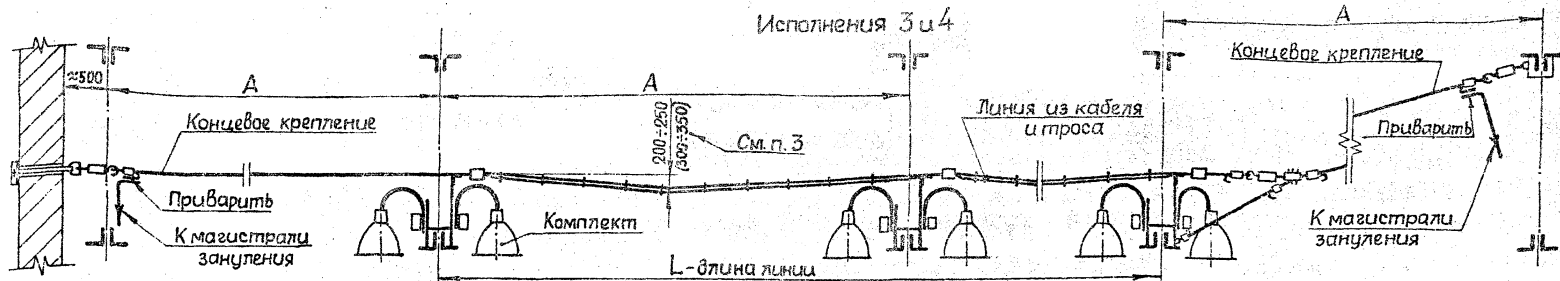 Исполнения 3 и 4
А
Концевое крепление
≈500
А
А
Линия из кабеля
и троса
Концевое крепление
200÷250
(300÷350)
См. п. 3
Приварить
Приварить
Комплект
К магистрали
зануления
К магистрали
зануления
L-длина линии